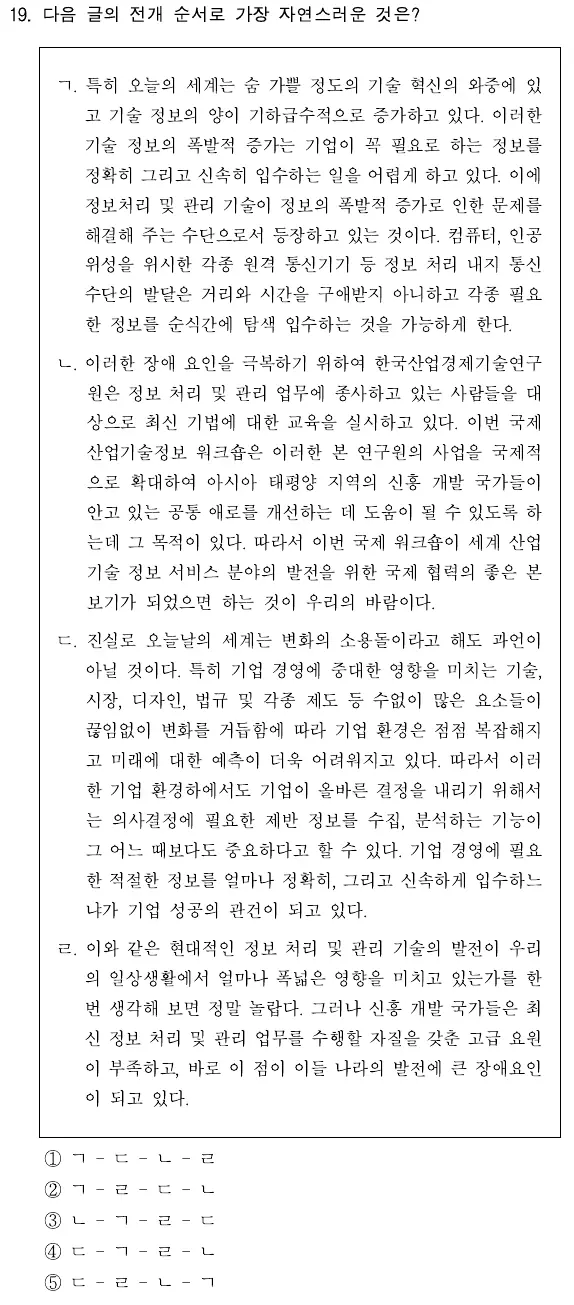 19. 다음 글의 전개 순서로 가장 자연스러운 것은?
ㄱ. 특히 오늘의 세계는 숨 가쁠 정도의 기술 혁신의 와중에 있
고 기술 정보의 양이 기하급수적으로 증가하고 있다. 이러한
기술 정보의 폭발적 증가는 기업이 꼭 필요로 하는 정보를
정확히 그리고 신속히 입수하는 일을 어렵게 하고 있다. 이에
정보처리 및 관리 기술이 정보의 폭발적 증가로 인한 문제를
해결해 주는 수단으로서 등장하고 있는 것이다. 컴퓨터, 인공
위성을 위시한 각종 원격 통신기기 등 정보 처리 내지 통신
수단의 발달은 거리와 시간을 구애받지 아니하고 각종 필요
한 정보를 순식간에 탐색 입수하는 것을 가능하게 한다.
ㄴ. 이러한 장애 요인을 극복하기 위하여 한국산업경제기술연구
원은 정보 처리 및 관리 업무에 종사하고 있는 사람들을 대
상으로 최신 기법에 대한 교육을 실시하고 있다. 이번 국제
산업기술정보 워크숍은 이러한 본 연구원의 사업을 국제적
으로 확대하여 아시아 태평양 지역의 신흥 개발 국가들이
안고 있는 공통 애로를 개선하는 데 도움이 될 수 있도록 하
는데 그 목적이 있다. 따라서 이번 국제 워크숍이 세계 산업
기술 정보 서비스 분야의 발전을 위한 국제 협력의 좋은 본
보기가 되었으면 하는 것이 우리의 바람이다.
ㄷ. 진실로 오늘날의 세계는 변화의 소용돌이라고 해도 과언이
아닐 것이다. 특히 기업 경영에 중대한 영향을 미치는 기술,
시장, 디자인, 법규 및 각종 제도 등 수없이 많은 요소들이
끊임없이 변화를 거듭함에 따라 기업 환경은 점점 복잡해지
고 미래에 대한 예측이 더욱 어려워지고 있다. 따라서 이러
한 기업 환경하에서도 기업이 올바른 결정을 내리기 위해서
는 의사결정에 필요한 제반 정보를 수집, 분석하는 기능이
그 어느 때보다도 중요하다고 할 수 있다. 기업 경영에 필요
한 적절한 정보를 얼마나 정확히, 그리고 신속하게 입수하느
냐가 기업 성공의 관건이 되고 있다.
ㄹ. 이와 같은 현대적인 정보 처리 및 관리 기술의 발전이 우리
의 일상생활에서 얼마나 폭넓은 영향을 미치고 있는가를 한
번 생각해 보면 정말 놀랍다. 그러나 신흥 개발 국가들은 최
신 정보 처리 및 관리 업무를 수행할 자질을 갖춘 고급 요원
이 부족하고, 바로 이 점이 이들 나라의 발전에 큰 장애요인
이 되고 있다.
① ㄱ - ㄷ - ㄴ - ㄹ
② ㄱ - ㄹ - ㄷ - ㄴ
③ ㄴ - ㄱ - ㄹ - ㄷ
④ ㄷ - ㄱ - ㄹ - ㄴ
⑤ ㄷ - ㄹ - ㄴ - ㄱ